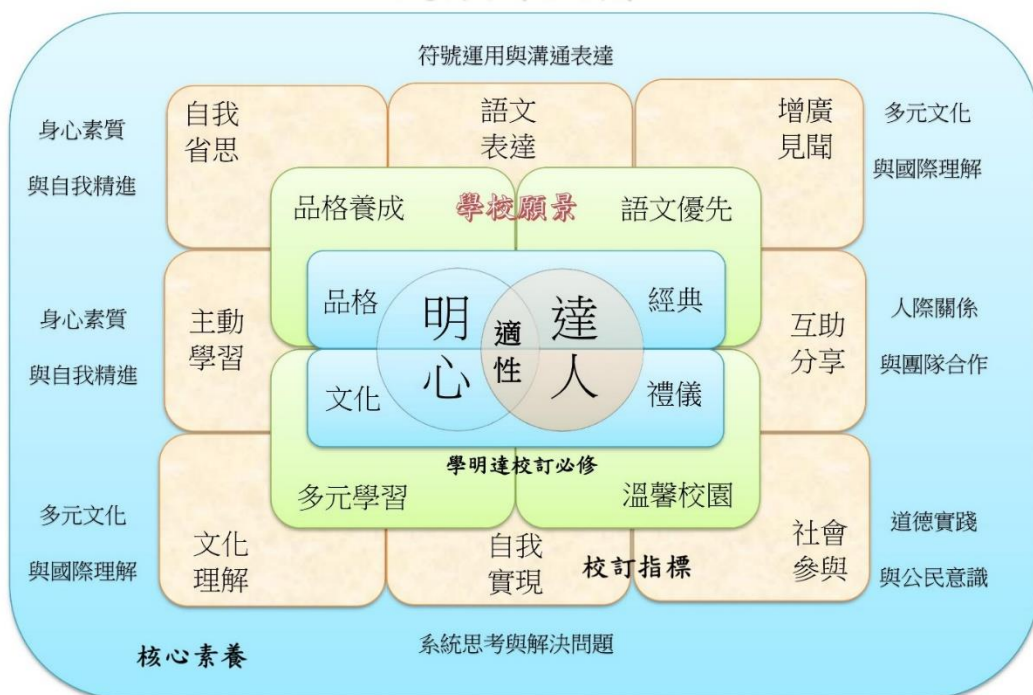 符號運用與溝通表達
身心素質
與自我精進
自我
省思
語文
表達
增廣
見聞
多元文化
與國際理解
品格養成
學校願景
語文優先
身心素質
與自我精進
主動
學習
品格
明心
適性
達人
經典
文化
禮儀
互助
分享
人際關係
與團隊合作
學明達校訂必修
多元學習
溫馨校園
多元文化
與國際理解
文化
理解
自我
實現
校訂指標
社會
參與
道德實踐
與公民意識
核心素養
系統思考與解決問題